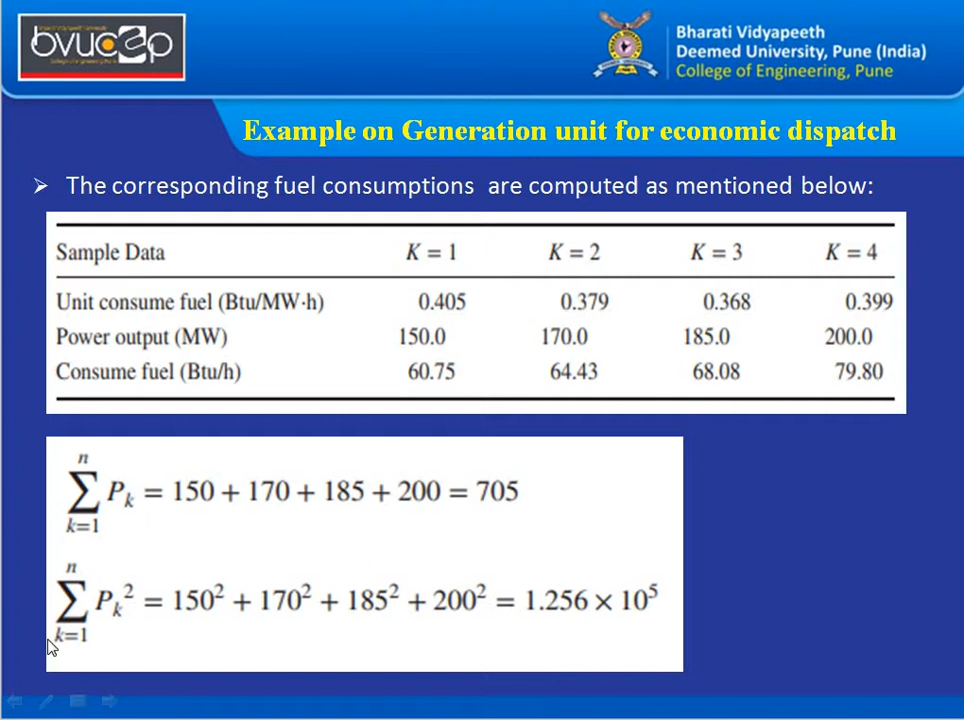 bvucoep
Bharati Vidyapeeth
Deemed University, Pune (India)
College of Engineering, Pune
Example on Generation unit for economic dispatch
➢ The corresponding fuel consumptions are computed as mentioned below:
Sample Data K = 1 K = 2 K = 3 K = 4
Unit consume fuel (Btu/MW·h) 0.405 0.379 0.368 0.399
Power output (MW) 150.0 170.0 185.0 200.0
Consume fuel (Btu/h) 60.75 64.43 68.08 79.80
n
∑ Pk = 150 + 170 + 185 + 200 = 705
k=1
n
∑ Pk² = 150² + 170² + 185² + 200² = 1.256 × 10⁵
k=1